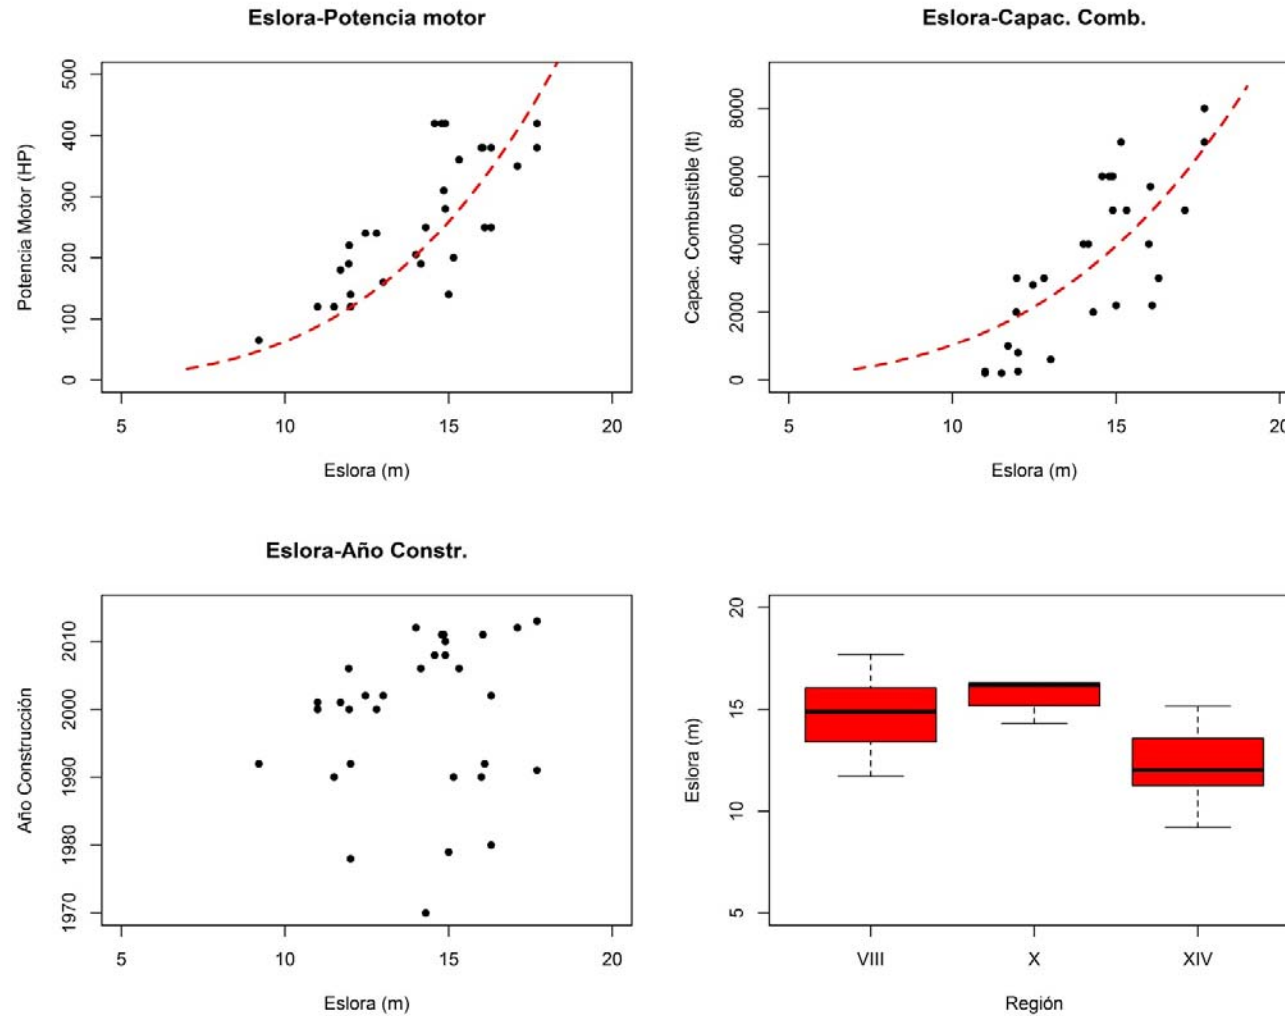 Eslora-Potencia motor
Potencia Motor (HP)
500
400
300
200
100
0
5 10 15 20
Eslora (m)
Eslora-Capac. Comb.
Capac. Combustible (lt)
8000
6000
4000
2000
0
5 10 15 20
Eslora (m)
Eslora-Año Constr.
Año Construcción
2010
2000
1990
1980
1970
5 10 15 20
Eslora (m)
Eslora (m)
20
15
10
5
VIII X XIV
Región